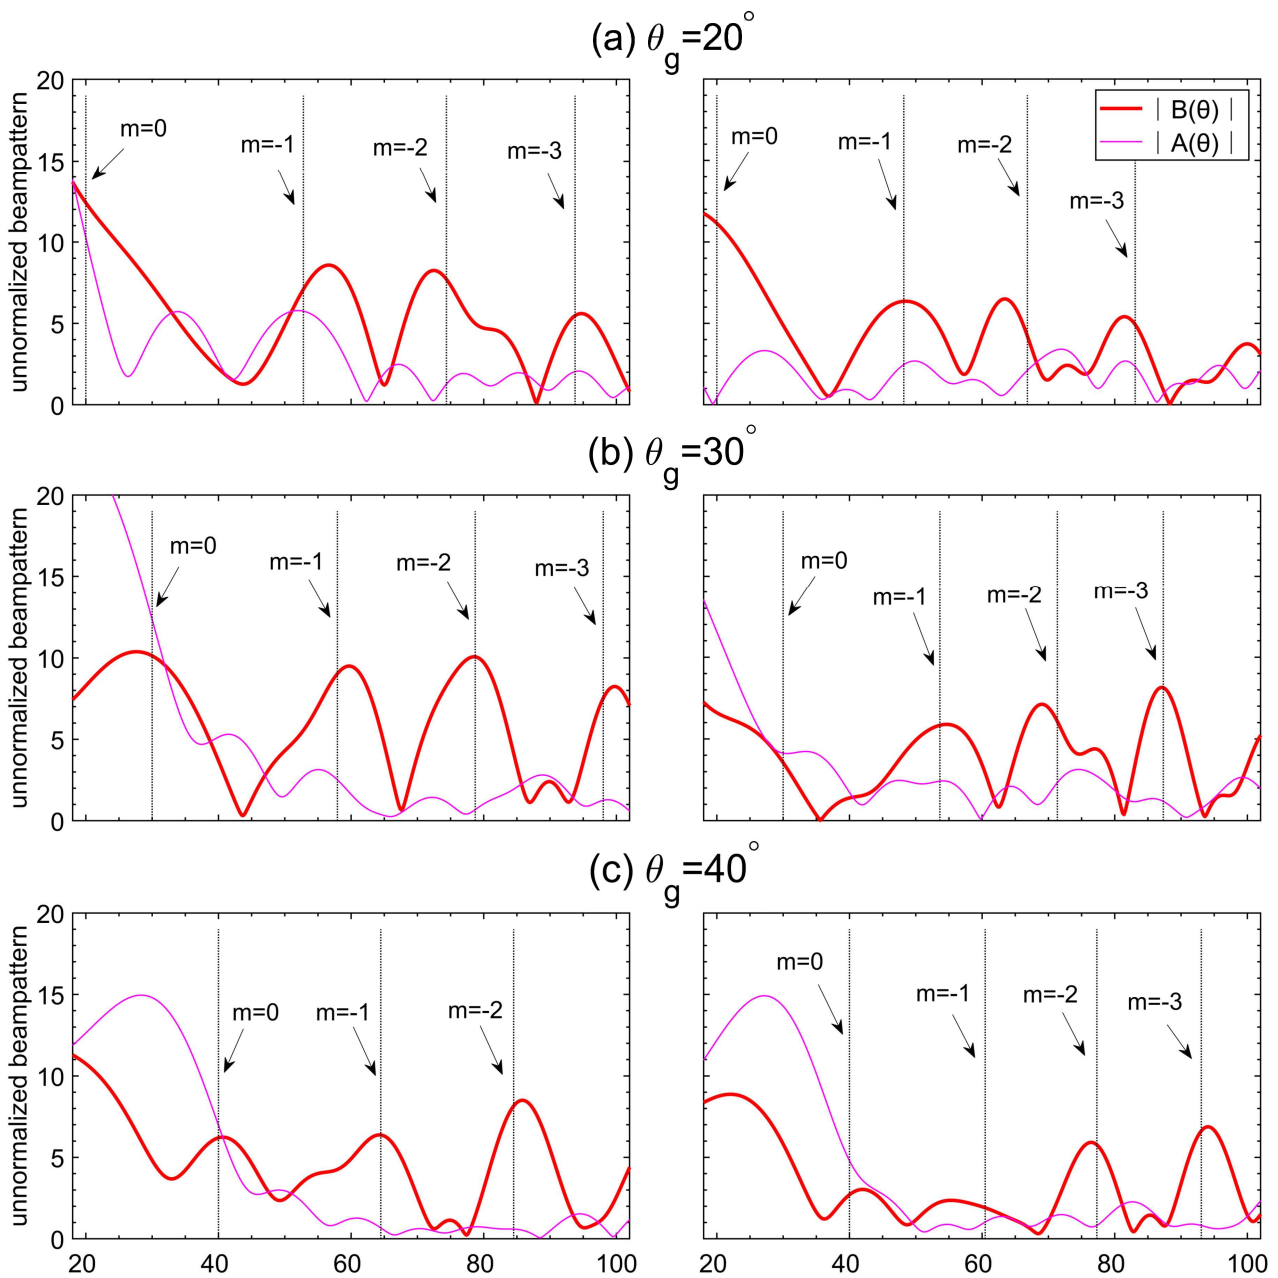 (a) θg=20°
unnormalized beampattern
20
15
10
5
0
m=0
m=-1
m=-2
m=-3
m=0
m=-1
m=-2
m=-3
| B(θ) |
| A(θ) |
(b) θg=30°
unnormalized beampattern
20
15
10
5
0
m=0
m=-1
m=-2
m=-3
m=0
m=-1
m=-2
m=-3
(c) θg=40°
unnormalized beampattern
20
15
10
5
0
m=0
m=-1
m=-2
m=0
m=-1
m=-2
m=-3
20 40 60 80 100
20 40 60 80 100